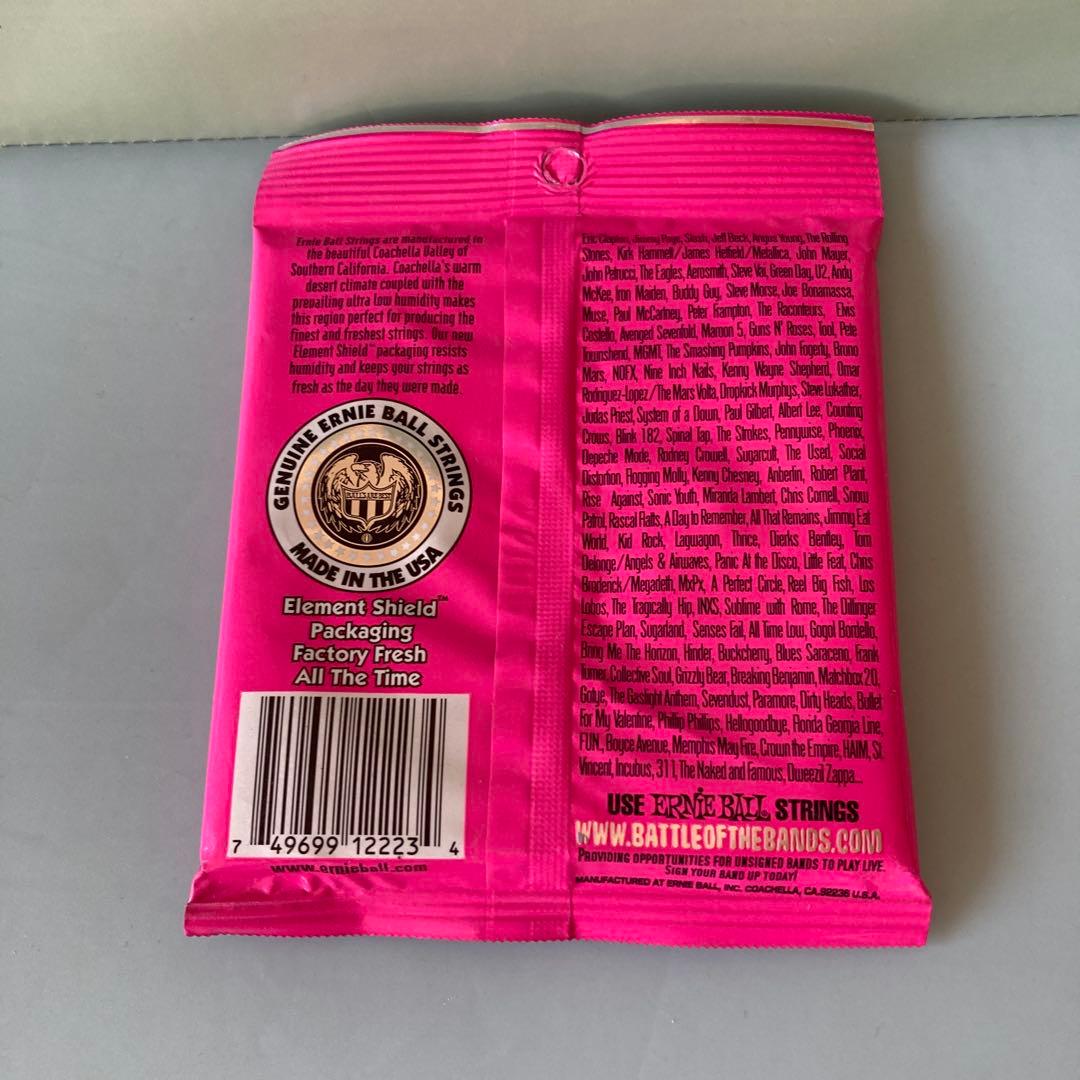 Ernie Ball Strings are manufactured in
the beautiful Coachella Valley of
Southern California. Coachella's warm
desert climate coupled with the
prevailing ultra low humidity makes
this region perfect for producing the
finest and freshest strings. Our new
Element Shield™ packaging resists
humidity and keeps your strings as
fresh as the day they were made.
GENUINE ERNIE BALL STRINGS
MADE IN THE USA
Element Shield℠
Packaging
Factory Fresh
All The Time
7 49699 12223 4
www.ernieball.com
Eric Clapton, Jimmy Page, Slash, Jeff Beck, Angus Young, The Rolling
Stones, Kirk Hammett/James Hetfield/Metallica, John Mayer,
John Petrucci, The Eagles, Aerosmith, Steve Vai, Green Day, U2, Andy
McKee, Iron Maiden, Buddy Guy, Steve Morse, Joe Bonamassa,
Muse, Paul McCartney, Peter Frampton, The Raconteurs, Elvis
Costello, Avenged Sevenfold, Maroon 5, Guns N' Roses, Tool, Pete
Townshend, MGMT, The Smashing Pumpkins, John Fogerty, Bruno
Mars, NOFX, Nine Inch Nails, Kenny Wayne Shepherd, Omar
Rodriguez-Lopez/The Mars Volta, Dropkick Murphys, Steve Lukather,
Judas Priest, System of a Down, Paul Gilbert, Albert Lee, Counting
Crows, Blink 182, Spinal Tap, The Strokes, Pennywise, Phoenix,
Depeche Mode, Rodney Crowell, Sugarcult, The Used, Social
Distortion, Flogging Molly, Kenny Chesney, Anberlin, Robert Plant,
Rise Against, Sonic Youth, Miranda Lambert, Chris Cornell, Snow
Patrol, Rascal Flatts, A Day to Remember, All That Remains, Jimmy Eat
World, Kid Rock, Lagwagon, Thrice, Dierks Bentley, Tom
Delonge/Angels & Airwaves, Panic At the Disco, Little Feat, Chris
Broderick/Megadeth, MxPx, A Perfect Circle, Reel Big Fish, Los
Lobos, The Tragically Hip, INXS, Sublime with Rome, The Dillinger
Escape Plan, Sugarland, Senses Fail, All Time Low, Gogol Bordello,
Bring Me The Horizon, Hinder, Buckcherry, Blues Saraceno, Frank
Turner, Collective Soul, Grizzly Bear, Breaking Benjamin, Matchbox 20,
Gotye, The Gaslight Anthem, Sevendust, Paramore, Dirty Heads, Bullet
For My Valentine, Phillip Phillips, Hellogoodbye, Florida Georgia Line,
FUN., Boyce Avenue, Memphis May Fire, Crown the Empire, HAIM, St.
Vincent, Incubus, 311, The Naked and Famous, Dweezil Zappa...
USE ERNIE BALL STRINGS
WWW.BATTLEOFTHEBANDS.COM
PROVIDING OPPORTUNITIES FOR UNSIGNED BANDS TO PLAY LIVE.
SIGN YOUR BAND UP TODAY!
MANUFACTURED AT ERNIE BALL, INC. COACHELLA, CA.92236 U.S.A.